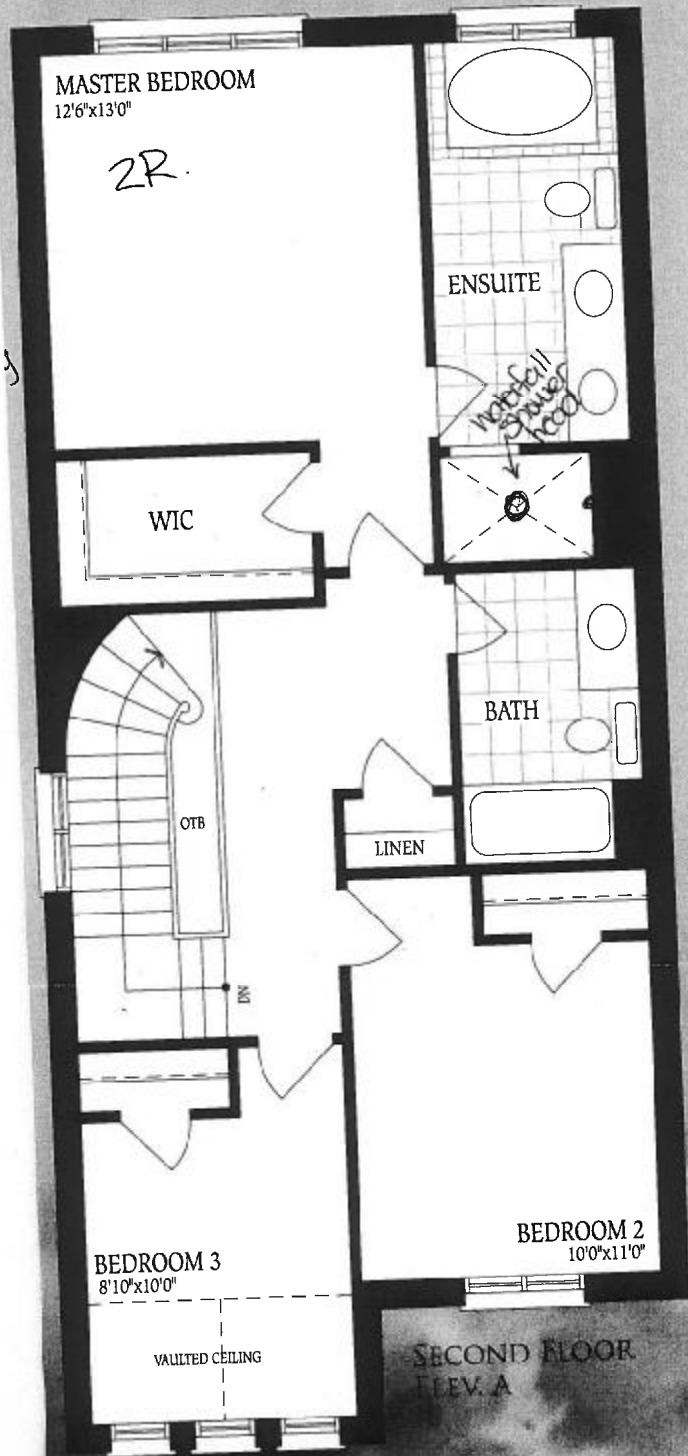 MASTER BEDROOM
12'6"x13'0"
2R.
ENSUITE
waterfall
shower
head
WIC
BATH
OTB
LINEN
DN
BEDROOM 3
8'10"x10'0"
BEDROOM 2
10'0"x11'0"
VAULTED CEILING
SECOND FLOOR
ELEV. A